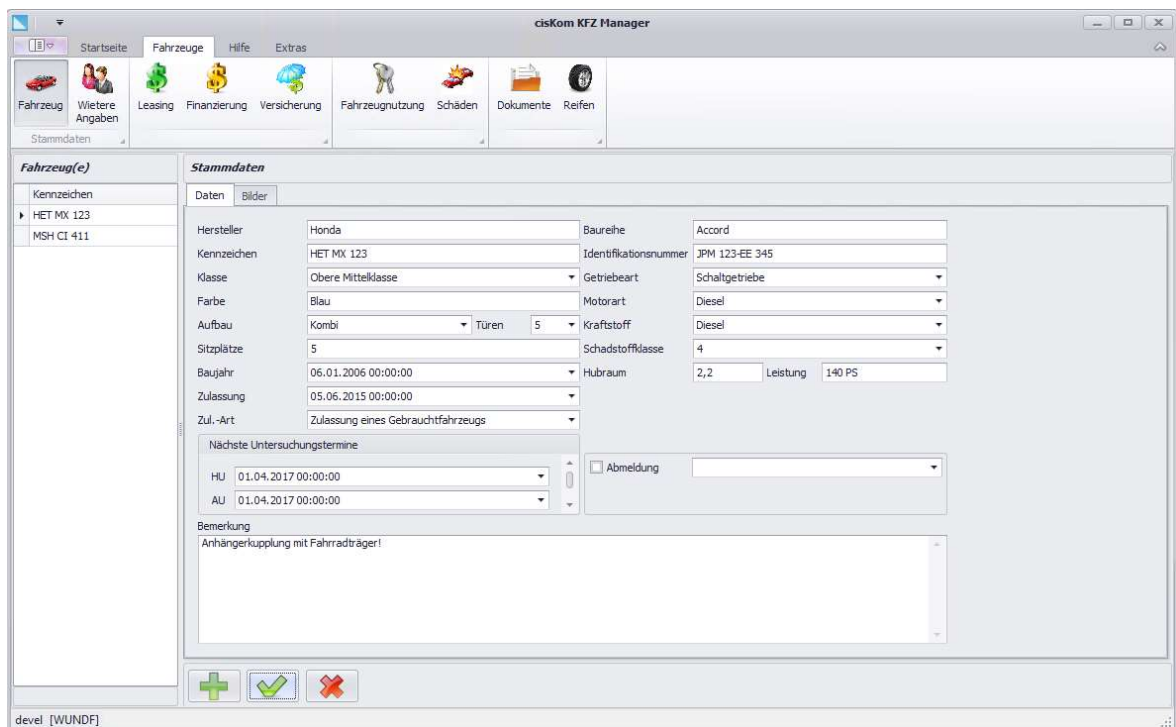 cisKom KFZ Manager
Startseite Fahrzeuge Hilfe Extras
Fahrzeug Wietere Angaben Leasing Finanzierung Versicherung Fahrzeugnutzung Schäden Dokumente Reifen
Stammdaten
Fahrzeug(e)
Kennzeichen
HET MX 123
MSH CI 411
Stammdaten
Daten Bilder
Hersteller Honda Baureihe Accord
Kennzeichen HET MX 123 Identifikationsnummer JPM 123-EE 345
Klasse Obere Mittelklasse Getriebeart Schaltgetriebe
Farbe Blau Motorart Diesel
Aufbau Kombi Türen 5 Kraftstoff Diesel
Sitzplätze 5 Schadstoffklasse 4
Baujahr 06.01.2006 00:00:00 Hubraum 2,2 Leistung 140 PS
Zulassung 05.06.2015 00:00:00
Zul.-Art Zulassung eines Gebrauchtfahrzeugs
Nächste Untersuchungstermine
HU 01.04.2017 00:00:00
AU 01.04.2017 00:00:00
Abmeldung
Bemerkung
Anhängerkupplung mit Fahrradträger!
devel [WUNDF]